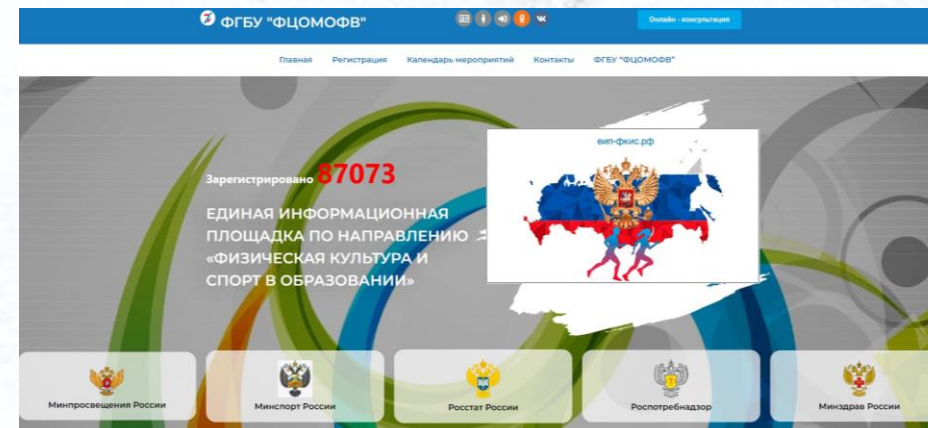 ФГБУ "ФЦОМОФВ"
Онлайн - консультация
Главная Регистрация Календарь мероприятий Контакты ФГБУ "ФЦОМОФВ"
еип-фкис.рф
Зарегистрировано 87073
ЕДИНАЯ ИНФОРМАЦИОННАЯ
ПЛОЩАДКА ПО НАПРАВЛЕНИЮ
«ФИЗИЧЕСКАЯ КУЛЬТУРА И
СПОРТ В ОБРАЗОВАНИИ»
Минпросвещения России Минспорт России Росстат России Роспотребнадзор Минздрав России